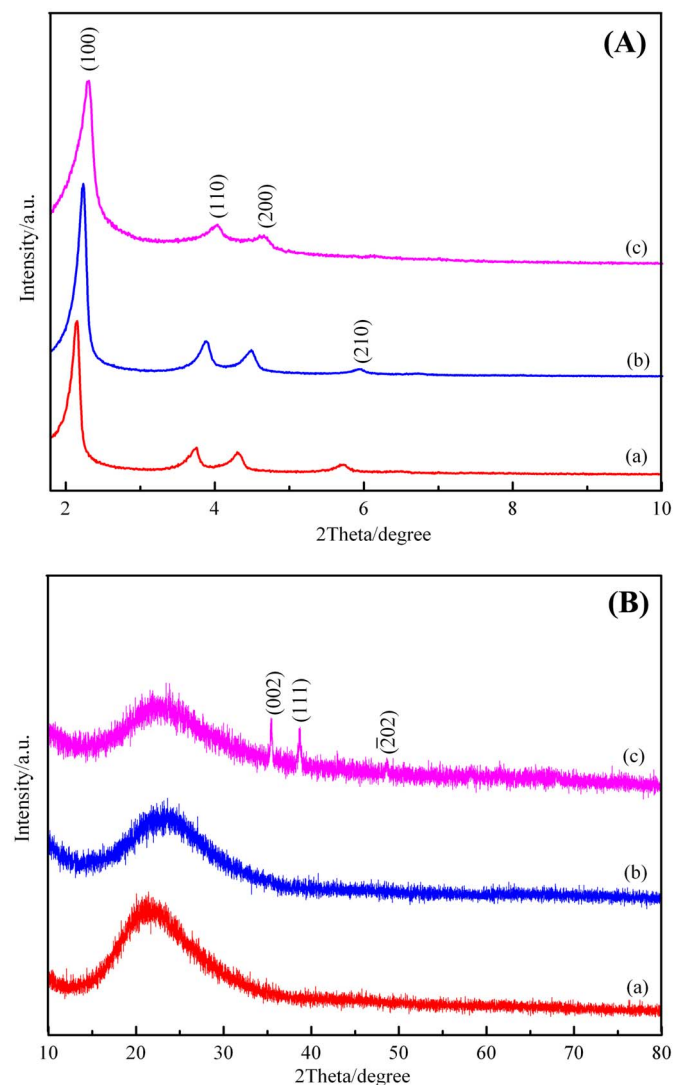 (A)
(100)
(110)
(200)
(c)
(210)
(b)
(a)
Intensity/a.u.
2 4 6 8 10
2Theta/degree
(B)
(002)
(111)
(2̅02)
(c)
(b)
(a)
Intensity/a.u.
10 20 30 40 50 60 70 80
2Theta/degree